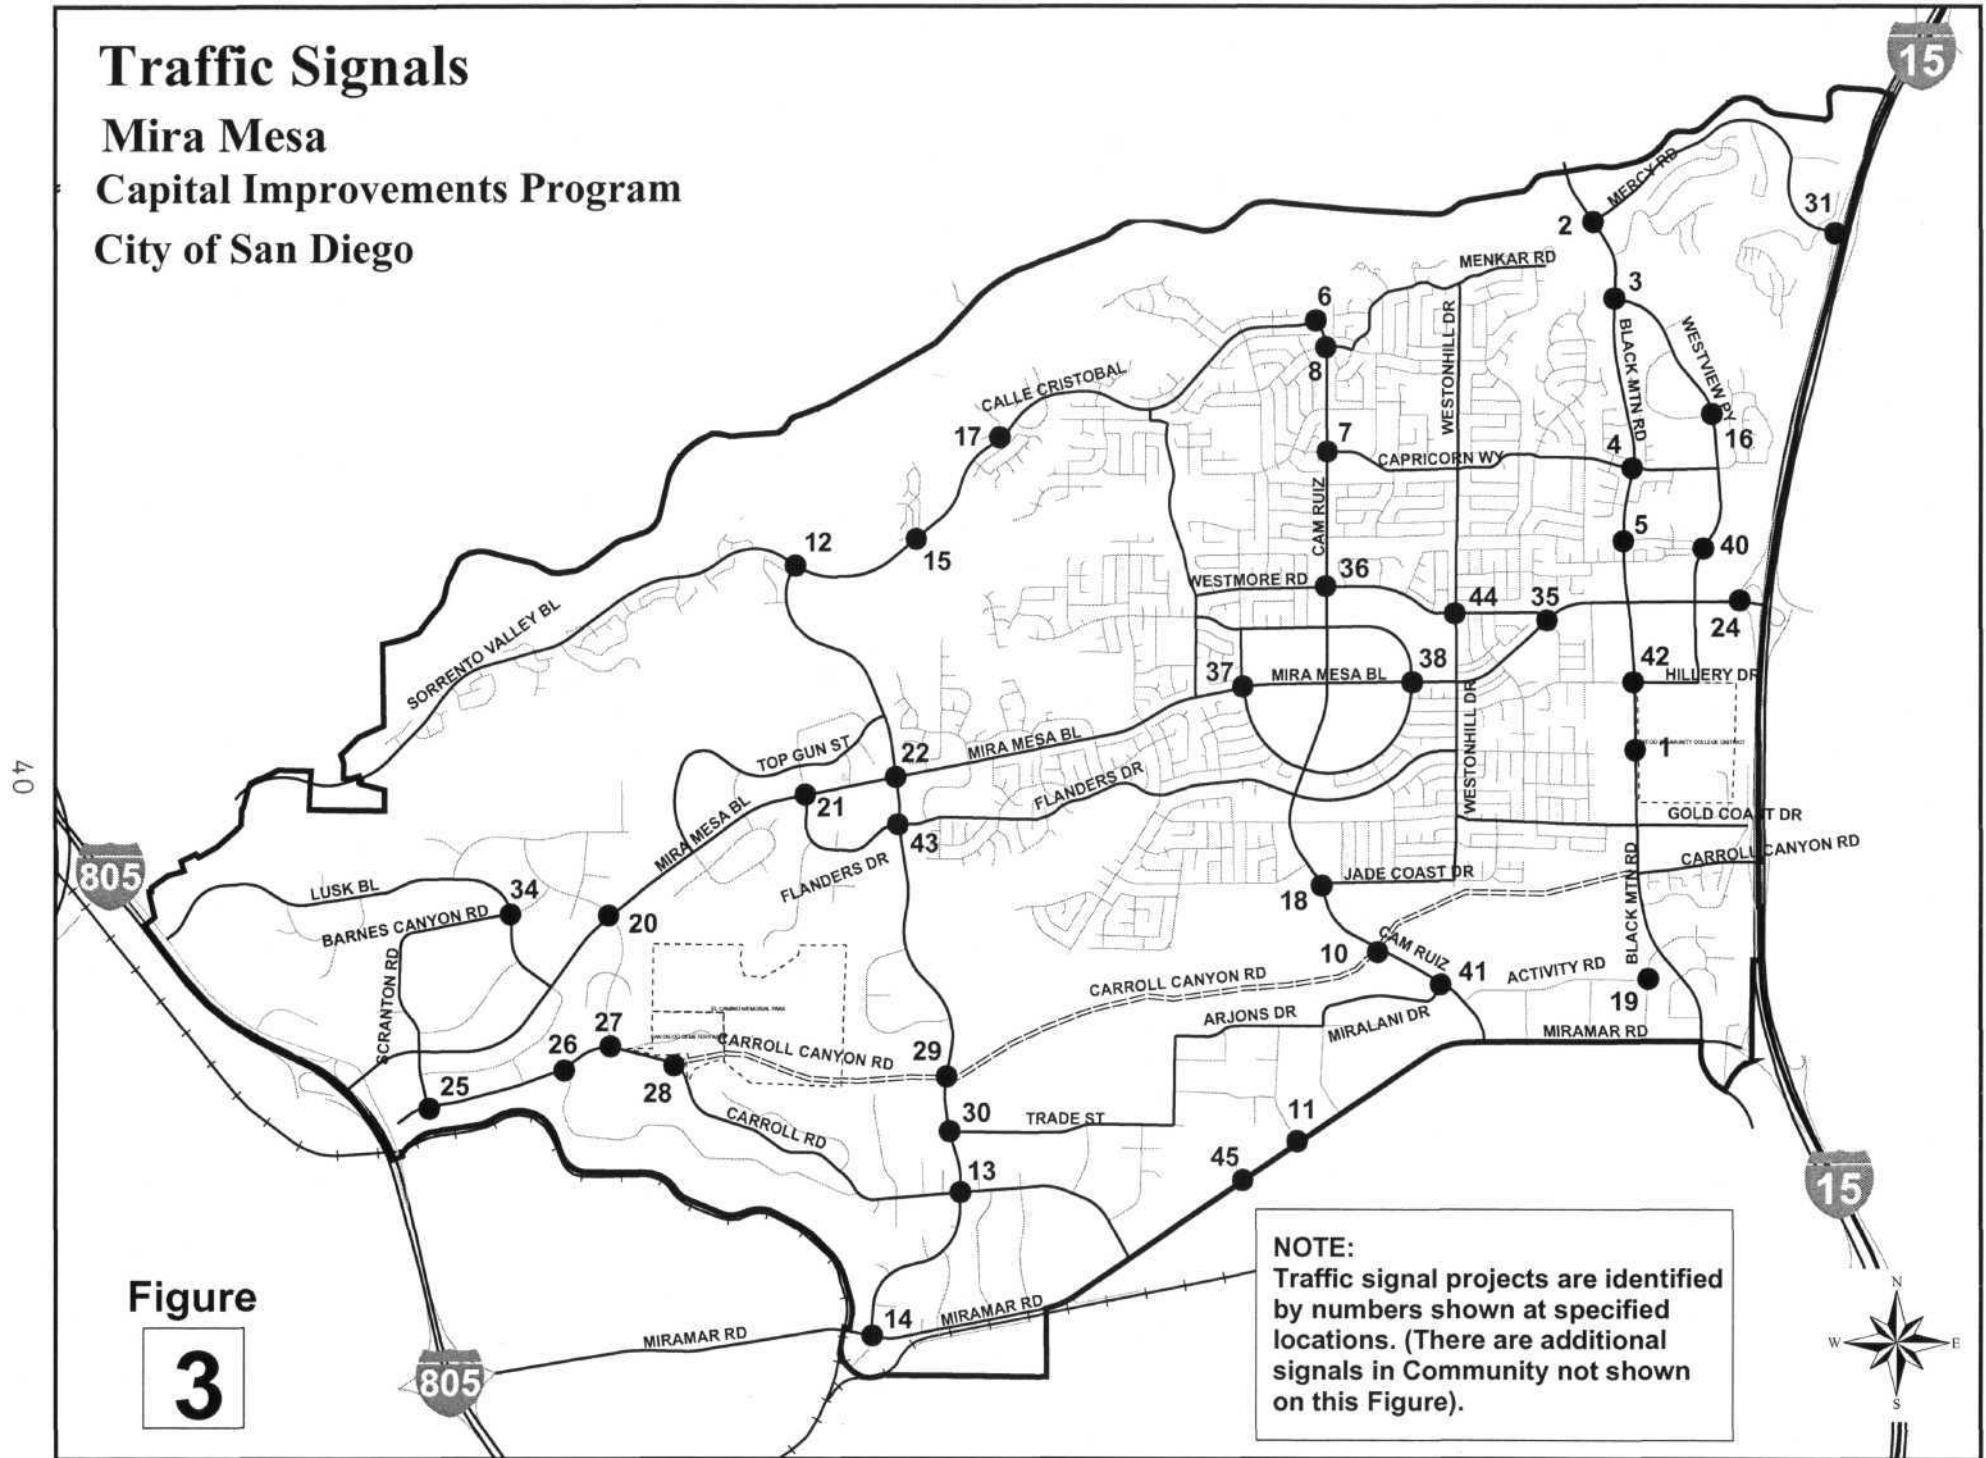 Traffic Signals
Mira Mesa
Capital Improvements Program
City of San Diego
15
MERCY RD
31
2
MENKAR RD
3
6
WESTONHILL DR
BLACK MTN RD
WESTVIEW PY
8
CALLE CRISTOBAL
17
7
4
16
CAPRICORN WY
CAM RUIZ
5
40
12
15
WESTMORE RD
36
44
35
24
SORRENTO VALLEY BL
37
38
42
MIRA MESA BL
HILLERY DR
WESTONHILL DR
TOP GUN ST
22
MIRA MESA BL
1
40
21
FLANDERS DR
MIRA MESA BL
43
GOLD COAST DR
FLANDERS DR
BLACK MTN RD
CARROLL CANYON RD
805
LUSK BL
34
JADE COAST DR
18
BARNES CANYON RD
20
SCRANTON RD
10
CAM RUIZ
41
ACTIVITY RD
19
CARROLL CANYON RD
EL CAMINO MEMORIAL PARK
27
ARJONS DR
MIRALANI DR
MIRAMAR RD
26
CARROLL CANYON RD
29
25
28
30
TRADE ST
11
CARROLL RD
45
13
15
NOTE:
Traffic signal projects are identified
by numbers shown at specified
locations. (There are additional
signals in Community not shown
on this Figure).
Figure
3
14
MIRAMAR RD
MIRAMAR RD
805
N
W
E
S